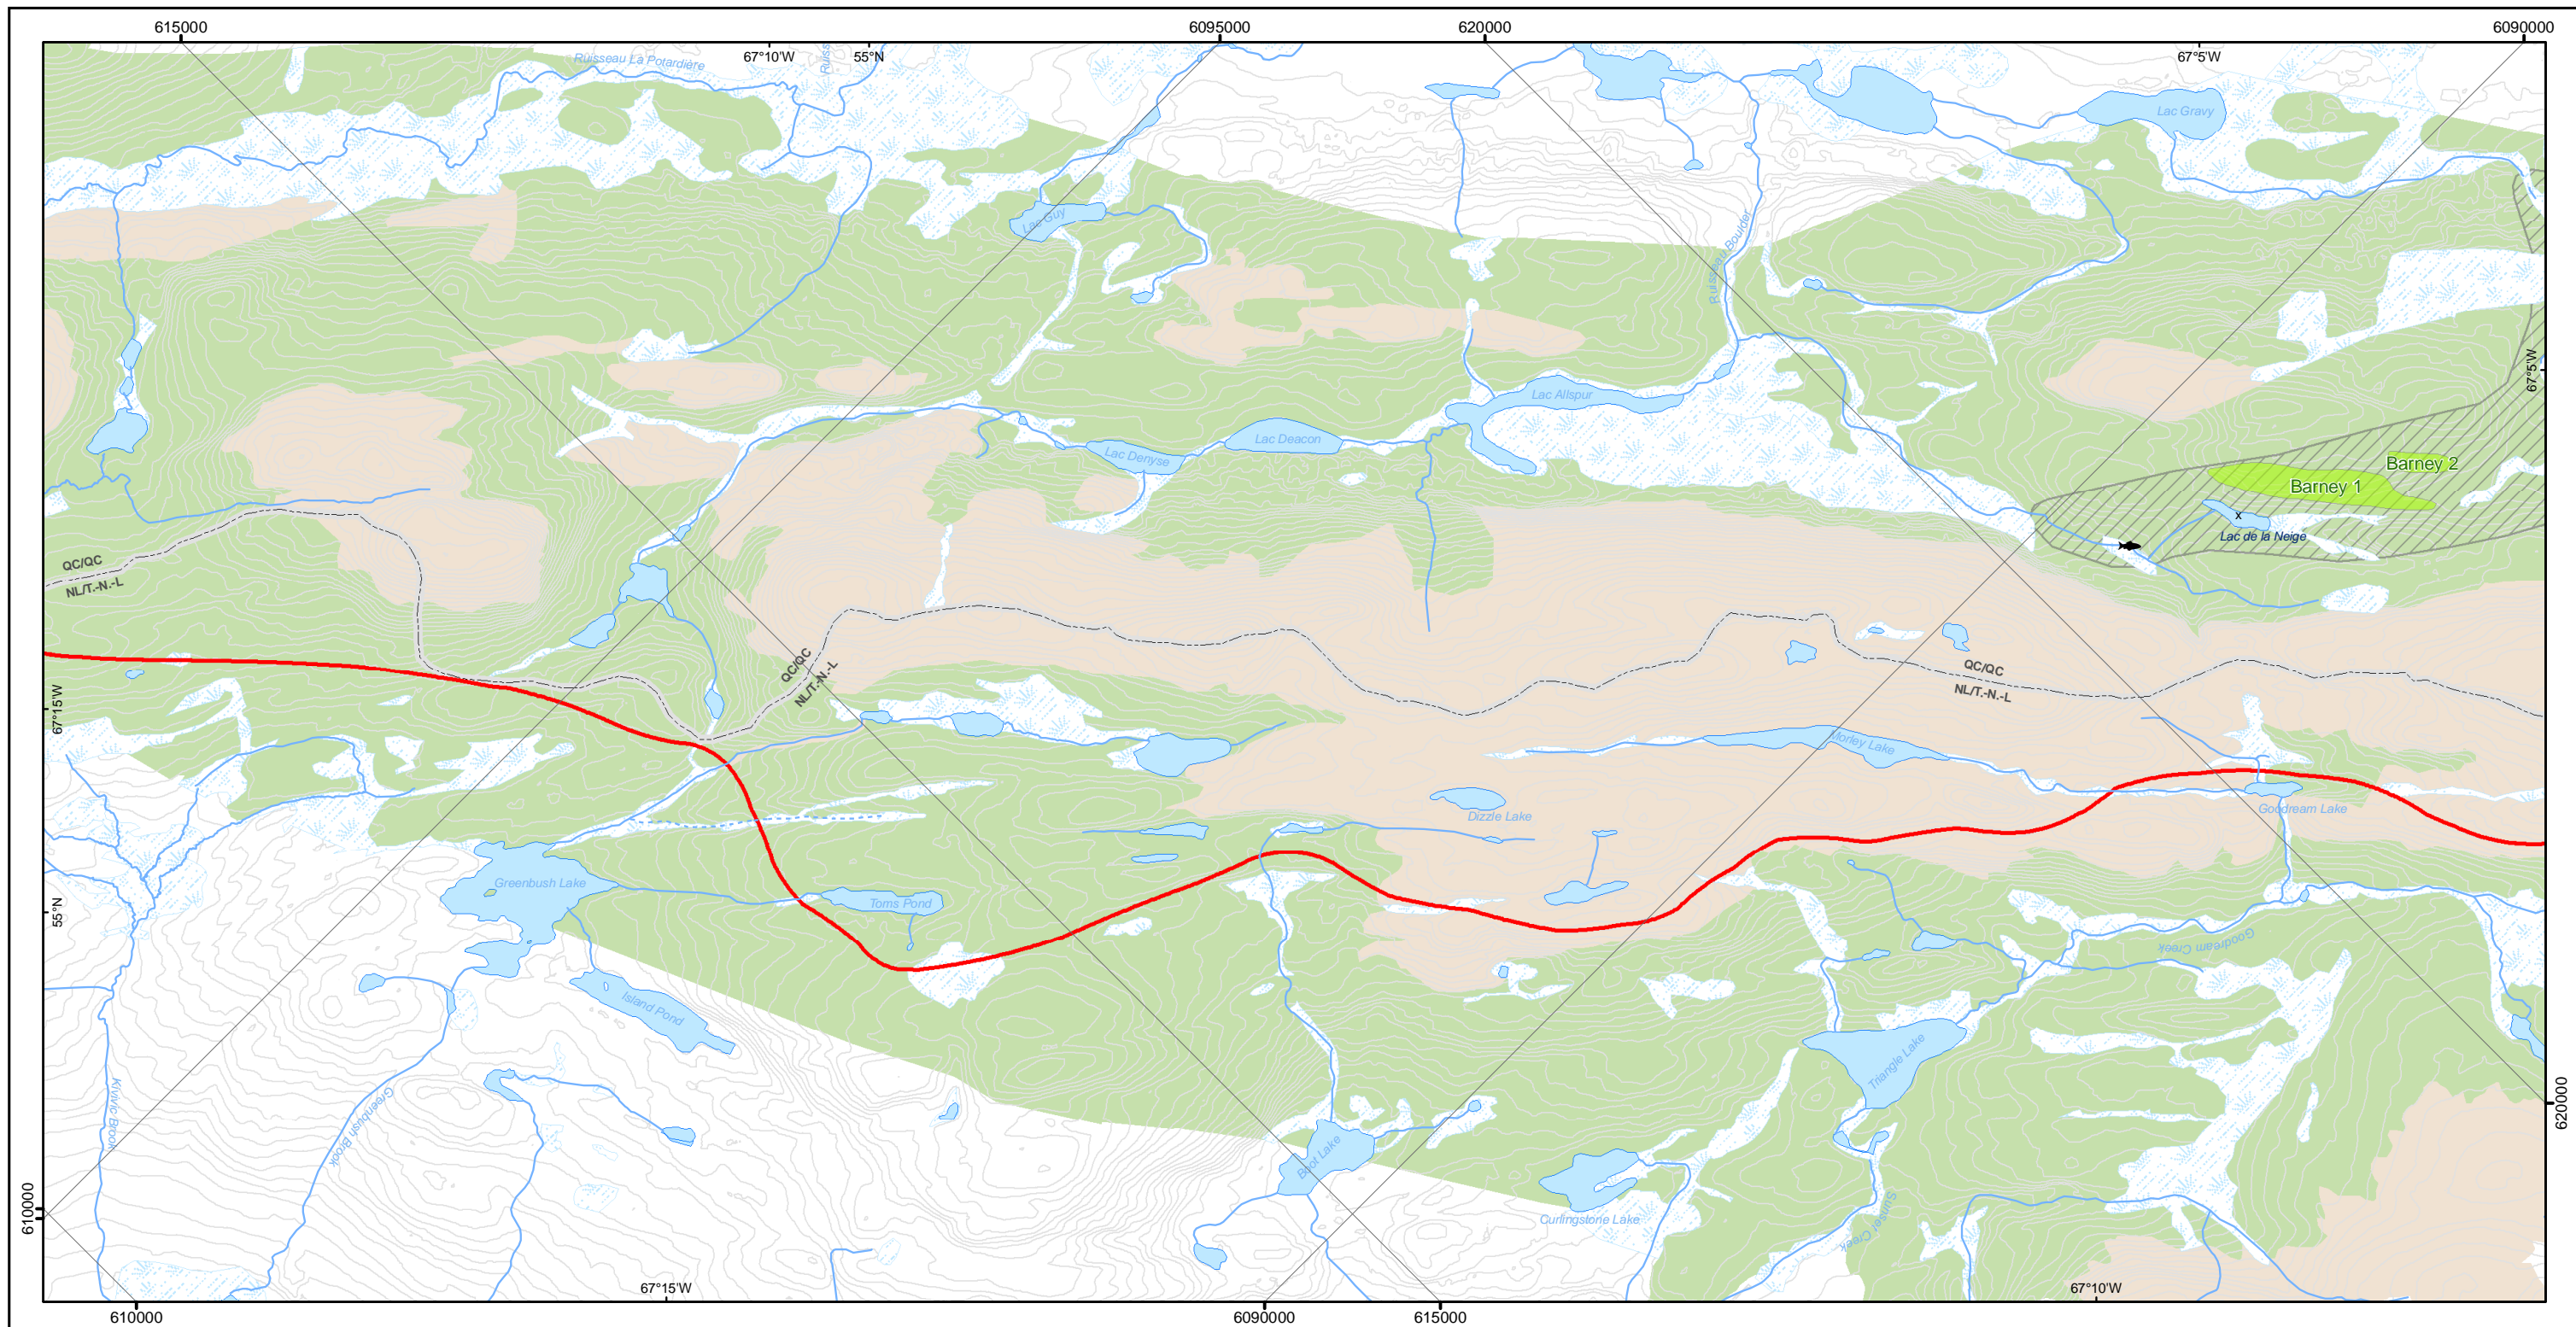 615000
6095000
620000
6090000
67°10'W
55°N
67°5'W
Ruisseau La Potardière
Ruiss
Lac Gravy
Lac Guy
Ruisseau Boulder
67°5'W
Lac Allspur
Lac Deacon
Lac Denyse
Barney 2
Barney 1
x
Lac de la Neige
QC/QC
NL/T.-N.-L
QC/QC
NL/T.-N.-L
QC/QC
NL/T.-N.-L
67°15'W
Morley Lake
Dizzle Lake
Goodream Lake
Greenbush Lake
Toms Pond
55°N
Goodream Creek
Island Pond
Triangle Lake
Kivivic Brook
Greenbush Brook
620000
Boot Lake
Curlingstone Lake
Sunset Creek
610000
67°15'W
67°10'W
610000
6090000
615000